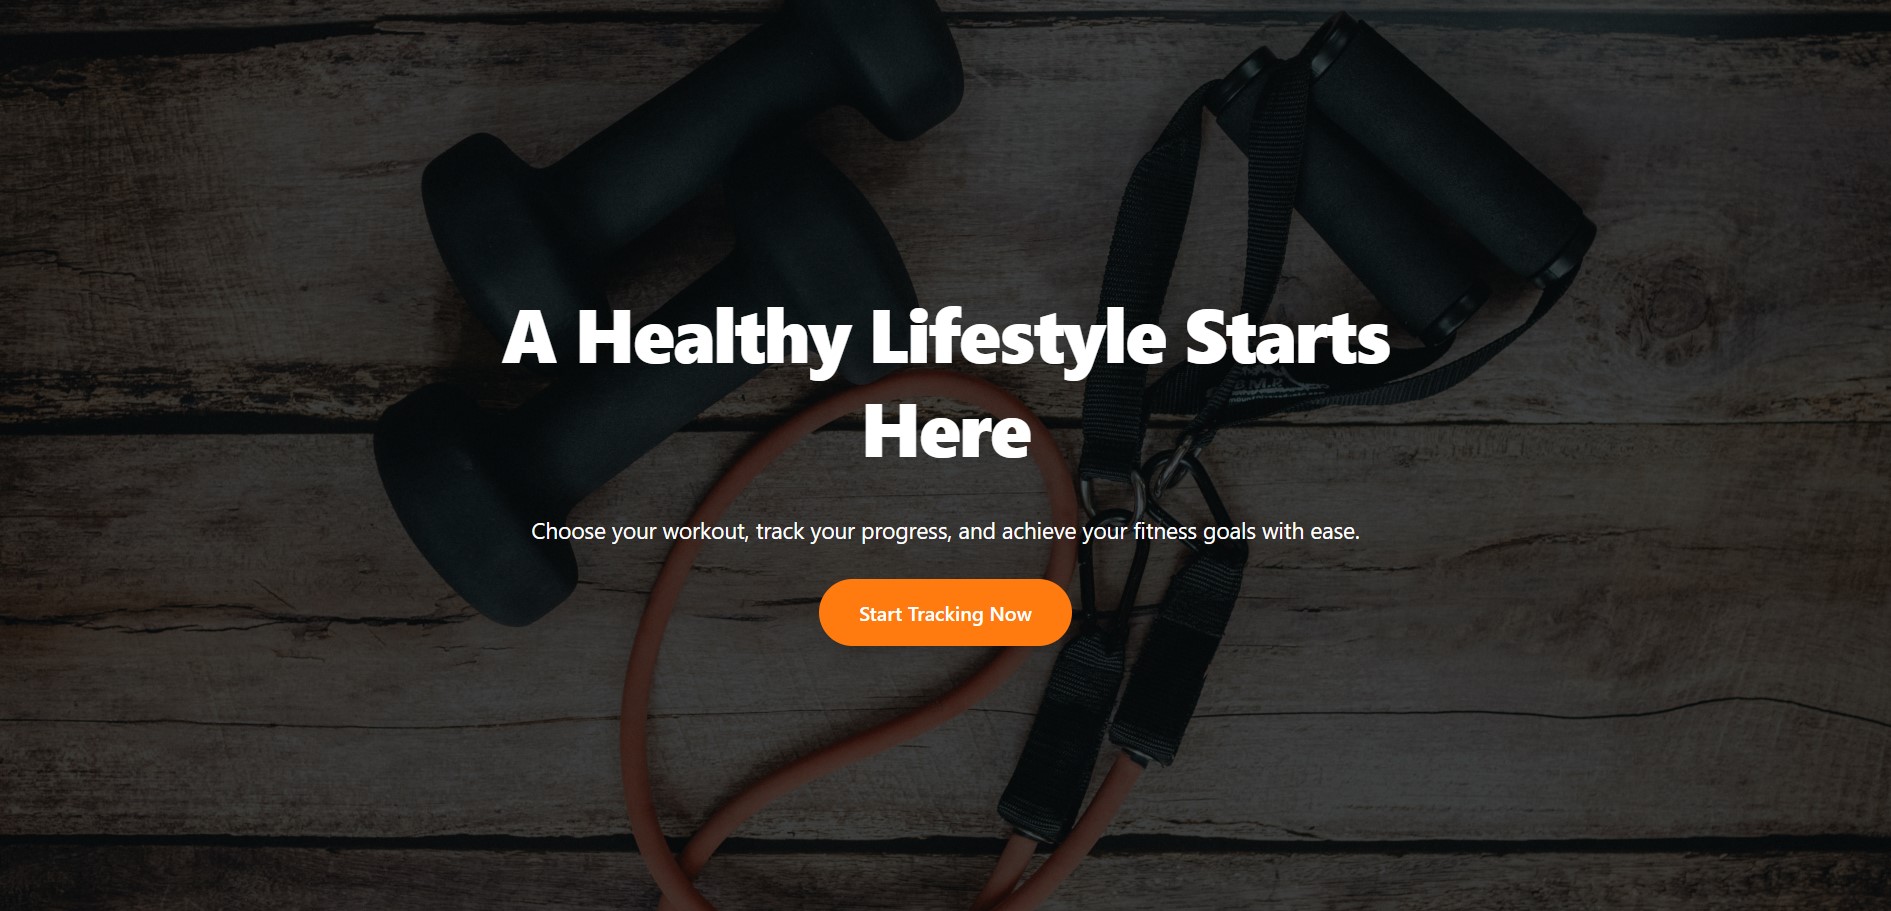 A Healthy Lifestyle Starts
Here
B.M.R
Choose your workout, track your progress, and achieve your fitness goals with ease.
Start Tracking Now